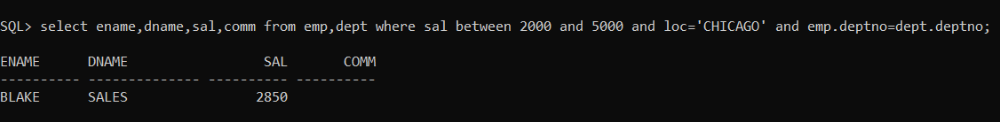 SQL> select ename,dname,sal,comm from emp,dept where sal between 2000 and 5000 and loc='CHICAGO' and emp.deptno=dept.deptno;
ENAME      DNAME                 SAL       COMM
---------- -------------- ---------- ----------
BLAKE      SALES                2850